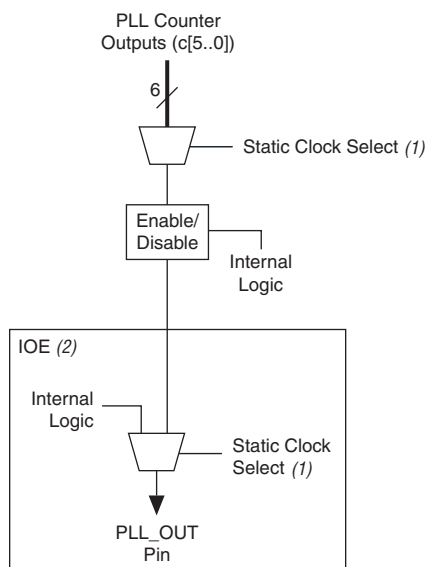 PLL Counter
Outputs (c[5..0])
6
Static Clock Select (1)
Enable/
Disable
Internal
Logic
IOE (2)
Internal
Logic
Static Clock
Select (1)
PLL_OUT
Pin